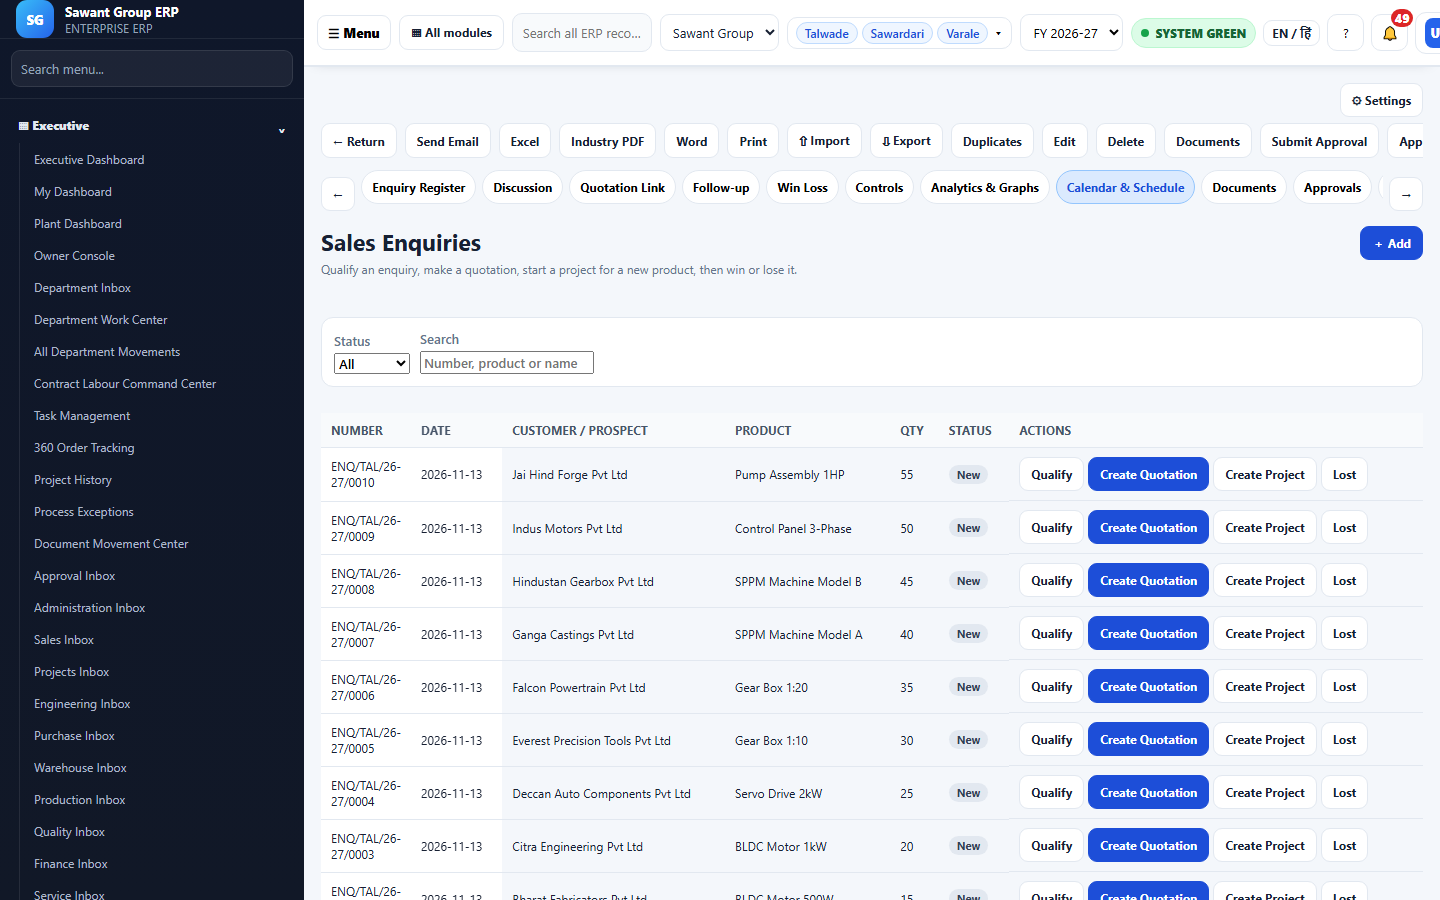 SG
Sawant Group ERP
ENTERPRISE ERP
Search menu...
Executive
Executive Dashboard
My Dashboard
Plant Dashboard
Owner Console
Department Inbox
Department Work Center
All Department Movements
Contract Labour Command Center
Task Management
360 Order Tracking
Project History
Process Exceptions
Document Movement Center
Approval Inbox
Administration Inbox
Sales Inbox
Projects Inbox
Engineering Inbox
Purchase Inbox
Warehouse Inbox
Production Inbox
Quality Inbox
Finance Inbox
Service Inbox
☰ Menu
All modules
Search all ERP reco...
Sawant Group
Talwade Sawardari Varale
FY 2026-27
SYSTEM GREEN
EN / हिं
?
49
U
⚙ Settings
← Return Send Email Excel Industry PDF Word Print ⇧ Import ⇩ Export Duplicates Edit Delete Documents Submit Approval App
← Enquiry Register Discussion Quotation Link Follow-up Win Loss Controls Analytics & Graphs Calendar & Schedule Documents Approvals →
Sales Enquiries
+ Add
Qualify an enquiry, make a quotation, start a project for a new product, then win or lose it.
Status
All
Search
Number, product or name
NUMBER DATE CUSTOMER / PROSPECT PRODUCT QTY STATUS ACTIONS
ENQ/TAL/26-27/0010 2026-11-13 Jai Hind Forge Pvt Ltd Pump Assembly 1HP 55 New Qualify Create Quotation Create Project Lost
ENQ/TAL/26-27/0009 2026-11-13 Indus Motors Pvt Ltd Control Panel 3-Phase 50 New Qualify Create Quotation Create Project Lost
ENQ/TAL/26-27/0008 2026-11-13 Hindustan Gearbox Pvt Ltd SPPM Machine Model B 45 New Qualify Create Quotation Create Project Lost
ENQ/TAL/26-27/0007 2026-11-13 Ganga Castings Pvt Ltd SPPM Machine Model A 40 New Qualify Create Quotation Create Project Lost
ENQ/TAL/26-27/0006 2026-11-13 Falcon Powertrain Pvt Ltd Gear Box 1:20 35 New Qualify Create Quotation Create Project Lost
ENQ/TAL/26-27/0005 2026-11-13 Everest Precision Tools Pvt Ltd Gear Box 1:10 30 New Qualify Create Quotation Create Project Lost
ENQ/TAL/26-27/0004 2026-11-13 Deccan Auto Components Pvt Ltd Servo Drive 2kW 25 New Qualify Create Quotation Create Project Lost
ENQ/TAL/26-27/0003 2026-11-13 Citra Engineering Pvt Ltd BLDC Motor 1kW 20 New Qualify Create Quotation Create Project Lost
ENQ/TAL/26- 2026-11-13 Bharat Fabricators Pvt Ltd BLDC Motor 500W 15 New Qualify Create Quotation Create Project Lost